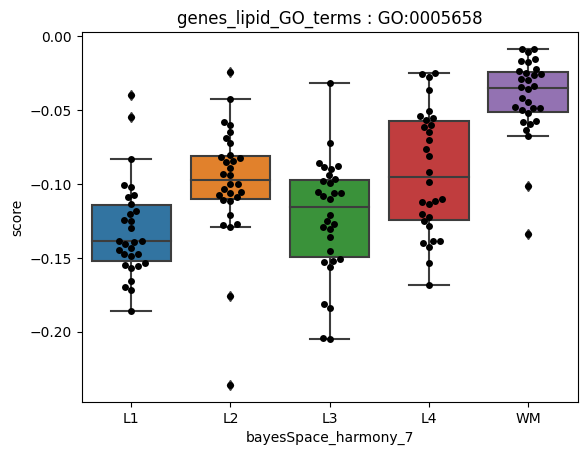 genes_lipid_GO_terms : GO:0005658
0.00
−0.05
−0.10
−0.15
−0.20
score
L1 L2 L3 L4 WM
bayesSpace_harmony_7